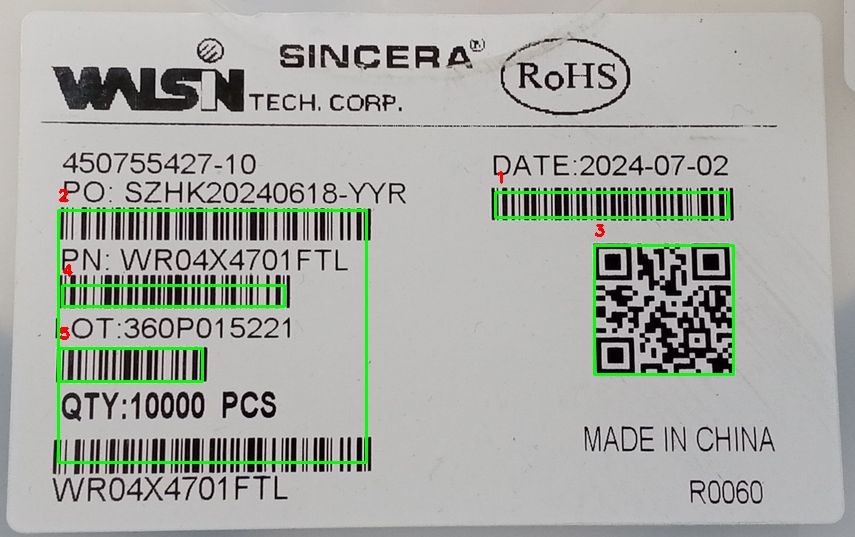 WALSIN TECH. CORP. SINCERA® RoHS
450755427-10
DATE:2024-07-02
PO: SZHK20240618-YYR
1
2
PN: WR04X4701FTL
3
4
LOT:360P015221
5
QTY:10000 PCS
MADE IN CHINA
WR04X4701FTL
R0060